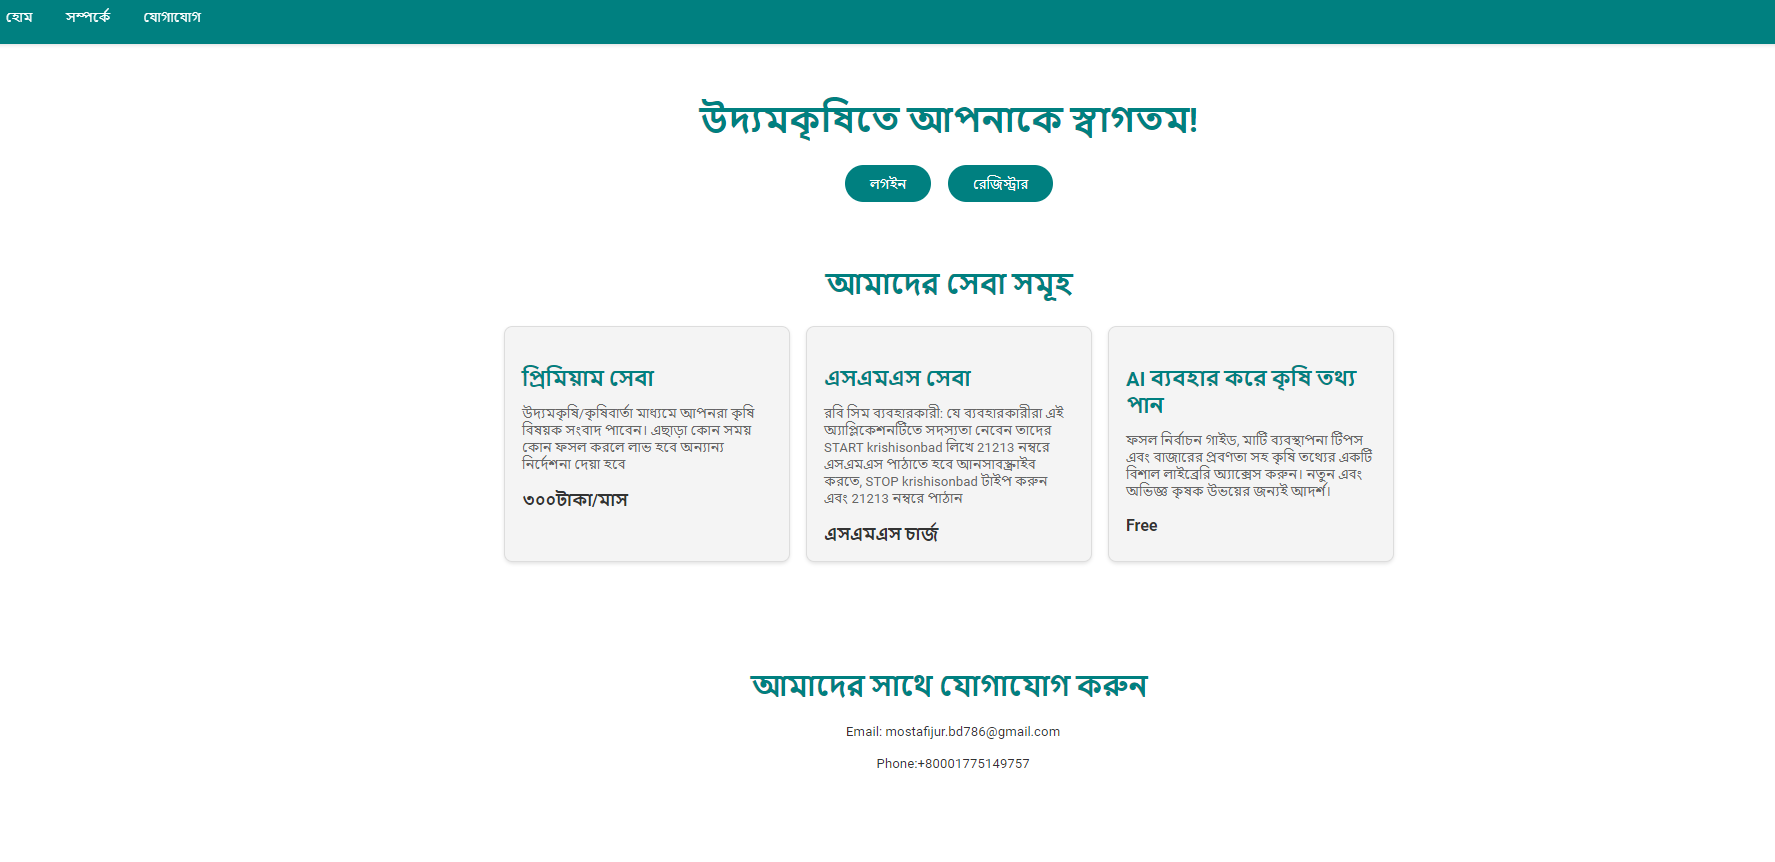 হোম সম্পর্কে যোগাযোগ
উদ্যমকৃষিতে আপনাকে স্বাগতম!
লগইন রেজিস্ট্রার
আমাদের সেবা সমূহ
প্রিমিয়াম সেবা
উদ্যমকৃষি/কৃষিবার্তা মাধ্যমে আপনরা কৃষি
বিষয়ক সংবাদ পাবেন। এছাড়া কোন সময়
কোন ফসল করলে লাভ হবে অন্যান্য
নির্দেশনা দেয়া হবে
৩০০টাকা/মাস
এসএমএস সেবা
রবি সিম ব্যবহারকারী: যে ব্যবহারকারীরা এই
অ্যাপ্লিকেশনটিতে সদস্যতা নেবেন তাদের
START krishisonbad লিখে 21213 নম্বরে
এসএমএস পাঠাতে হবে আনসাবস্ক্রাইব
করতে, STOP krishisonbad টাইপ করুন
এবং 21213 নম্বরে পাঠান
এসএমএস চার্জ
AI ব্যবহার করে কৃষি তথ্য
পান
ফসল নির্বাচন গাইড, মাটি ব্যবস্থাপনা টিপস
এবং বাজারের প্রবণতা সহ কৃষি তথ্যের একটি
বিশাল লাইব্রেরি অ্যাক্সেস করুন। নতুন এবং
অভিজ্ঞ কৃষক উভয়ের জন্যই আদর্শ।
Free
আমাদের সাথে যোগাযোগ করুন
Email: mostafijur.bd786@gmail.com
Phone:+80001775149757